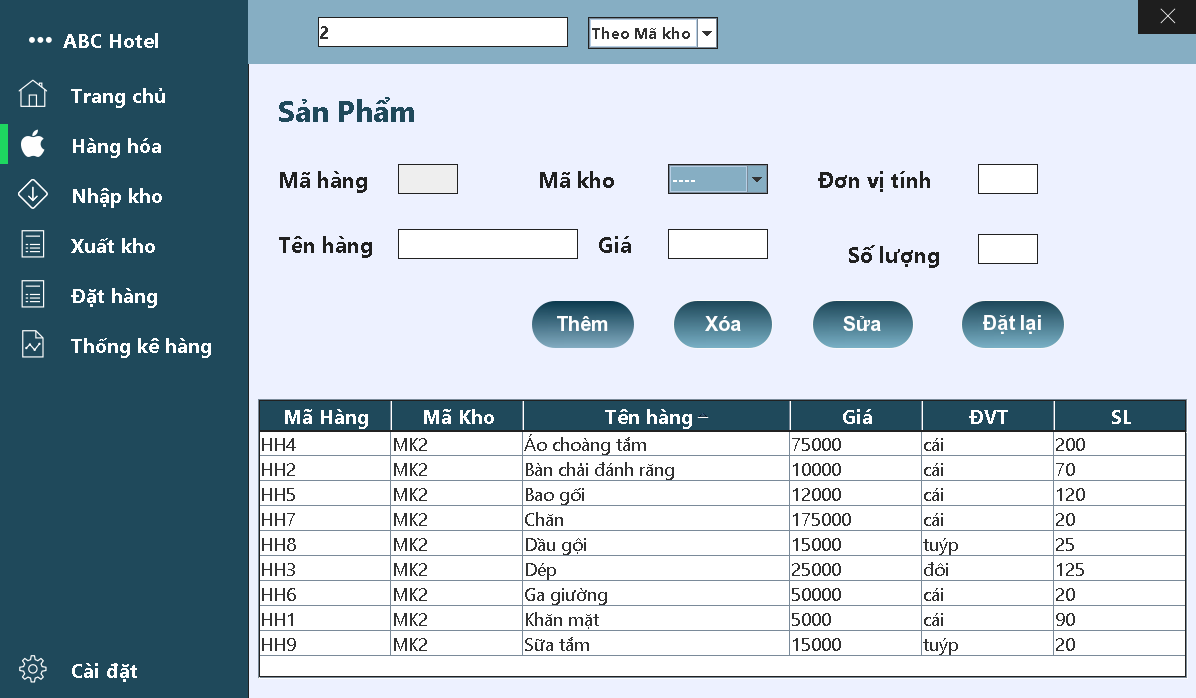 ••• ABC Hotel
2 Theo Mã kho
Trang chủ
Hàng hóa
Nhập kho
Xuất kho
Đặt hàng
Thống kê hàng
Cài đặt
Sản Phẩm
Mã hàng Mã kho ---- Đơn vị tính
Tên hàng Giá Số lượng
Thêm Xóa Sửa Đặt lại
Mã Hàng Mã Kho Tên hàng – Giá ĐVT SL
HH4 MK2 Áo choàng tắm 75000 cái 200
HH2 MK2 Bàn chải đánh răng 10000 cái 70
HH5 MK2 Bao gối 12000 cái 120
HH7 MK2 Chăn 175000 cái 20
HH8 MK2 Dầu gội 15000 tuýp 25
HH3 MK2 Dép 25000 đôi 125
HH6 MK2 Ga giường 50000 cái 20
HH1 MK2 Khăn mặt 5000 cái 90
HH9 MK2 Sữa tắm 15000 tuýp 20